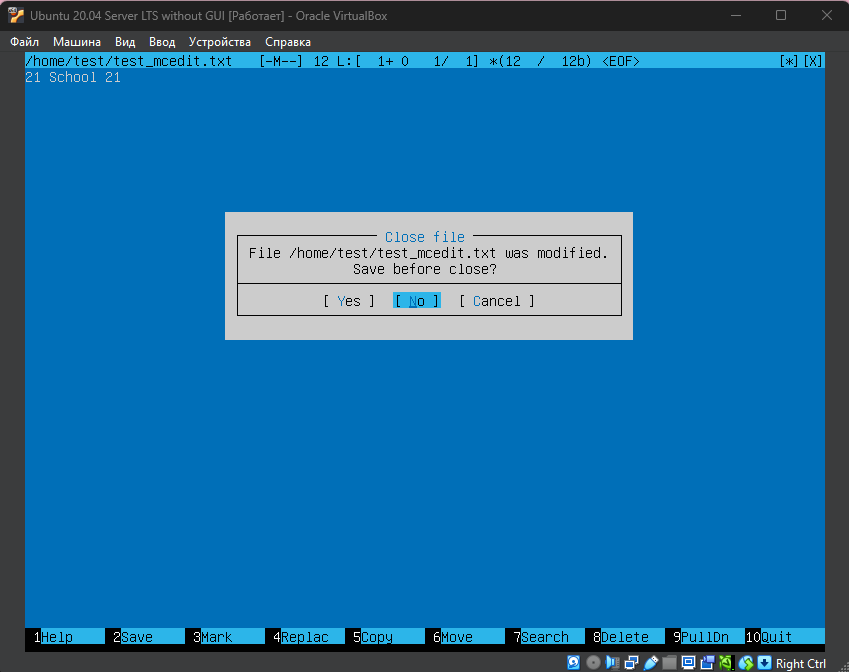 Ubuntu 20.04 Server LTS without GUI [Работает] - Oracle VirtualBox
Файл Машина Вид Ввод Устройства Справка
/home/test/test_mcedit.txt [-M--] 12 L:[ 1+ 0 1/ 1] *(12 / 12b) <EOF> [*][X]
21 School 21
Close file
File /home/test/test_mcedit.txt was modified.
Save before close?
[ Yes ] [ No ] [ Cancel ]
1Help 2Save 3Mark 4Replac 5Copy 6Move 7Search 8Delete 9PullDn 10Quit
Right Ctrl